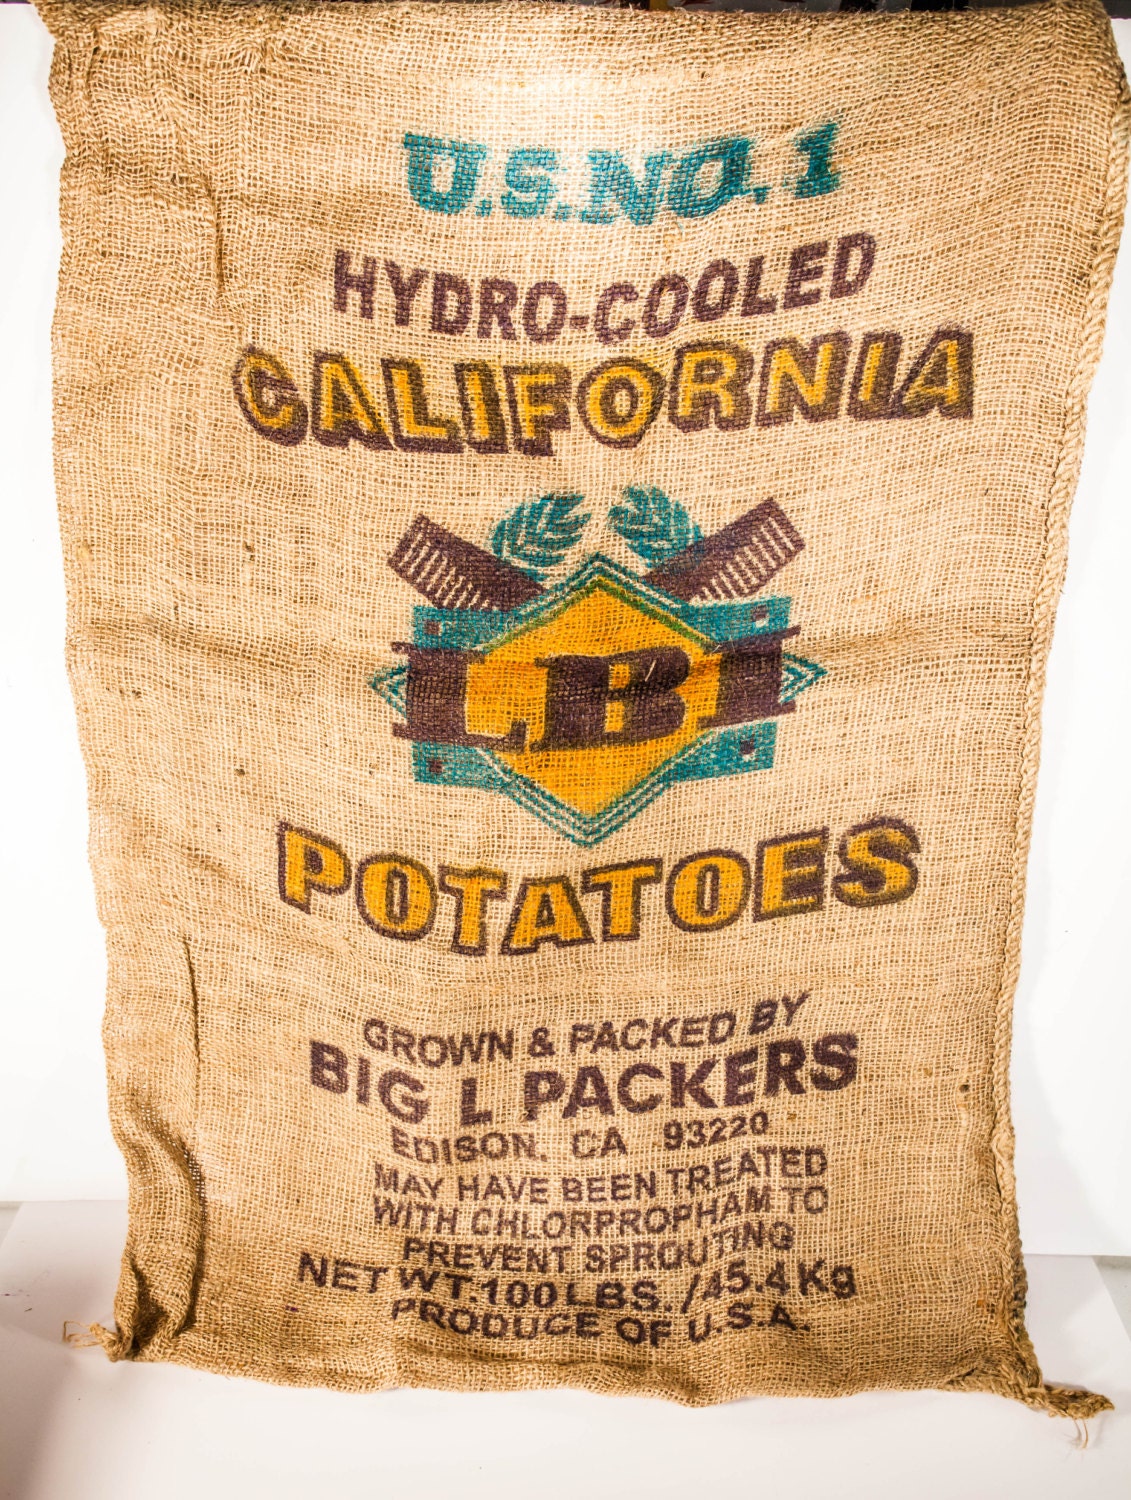 U.S. NO. 1
HYDRO-COOLED
CALIFORNIA
L B L
POTATOES
GROWN & PACKED BY
BIG L PACKERS
EDISON, CA 93220
MAY HAVE BEEN TREATED
WITH CHLORPROPHAM TO
PREVENT SPROUTING
NET WT. 100 LBS. / 45.4 Kg
PRODUCE OF U.S.A.